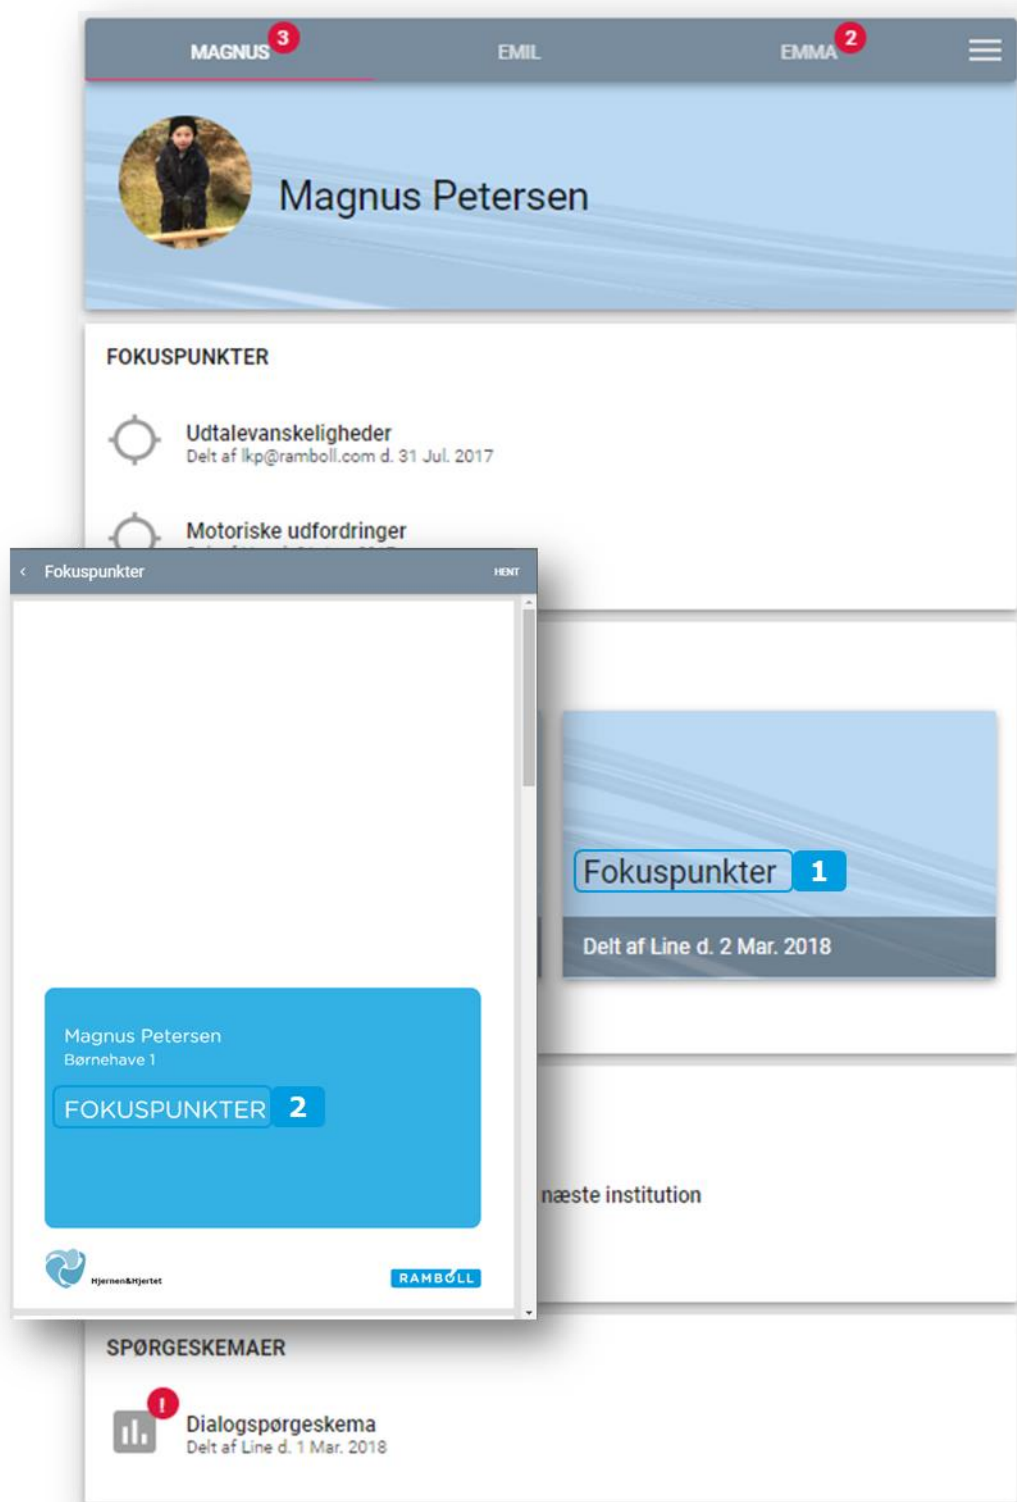 MAGNUS 3 EMIL EMMA 2
Magnus Petersen
FOKUSPUNKTER
Udtalevanskeligheder
Delt af lkp@ramboll.com d. 31 Jul. 2017
Motoriske udfordringer
< Fokuspunkter HENT
Fokuspunkter 1
Delt af Line d. 2 Mar. 2018
Magnus Petersen
Børnehave 1
FOKUSPUNKTER 2
næste institution
Hjernen&Hjertet RAMBOLL
SPØRGESKEMAER
!
Dialogspørgeskema
Delt af Line d. 1 Mar. 2018